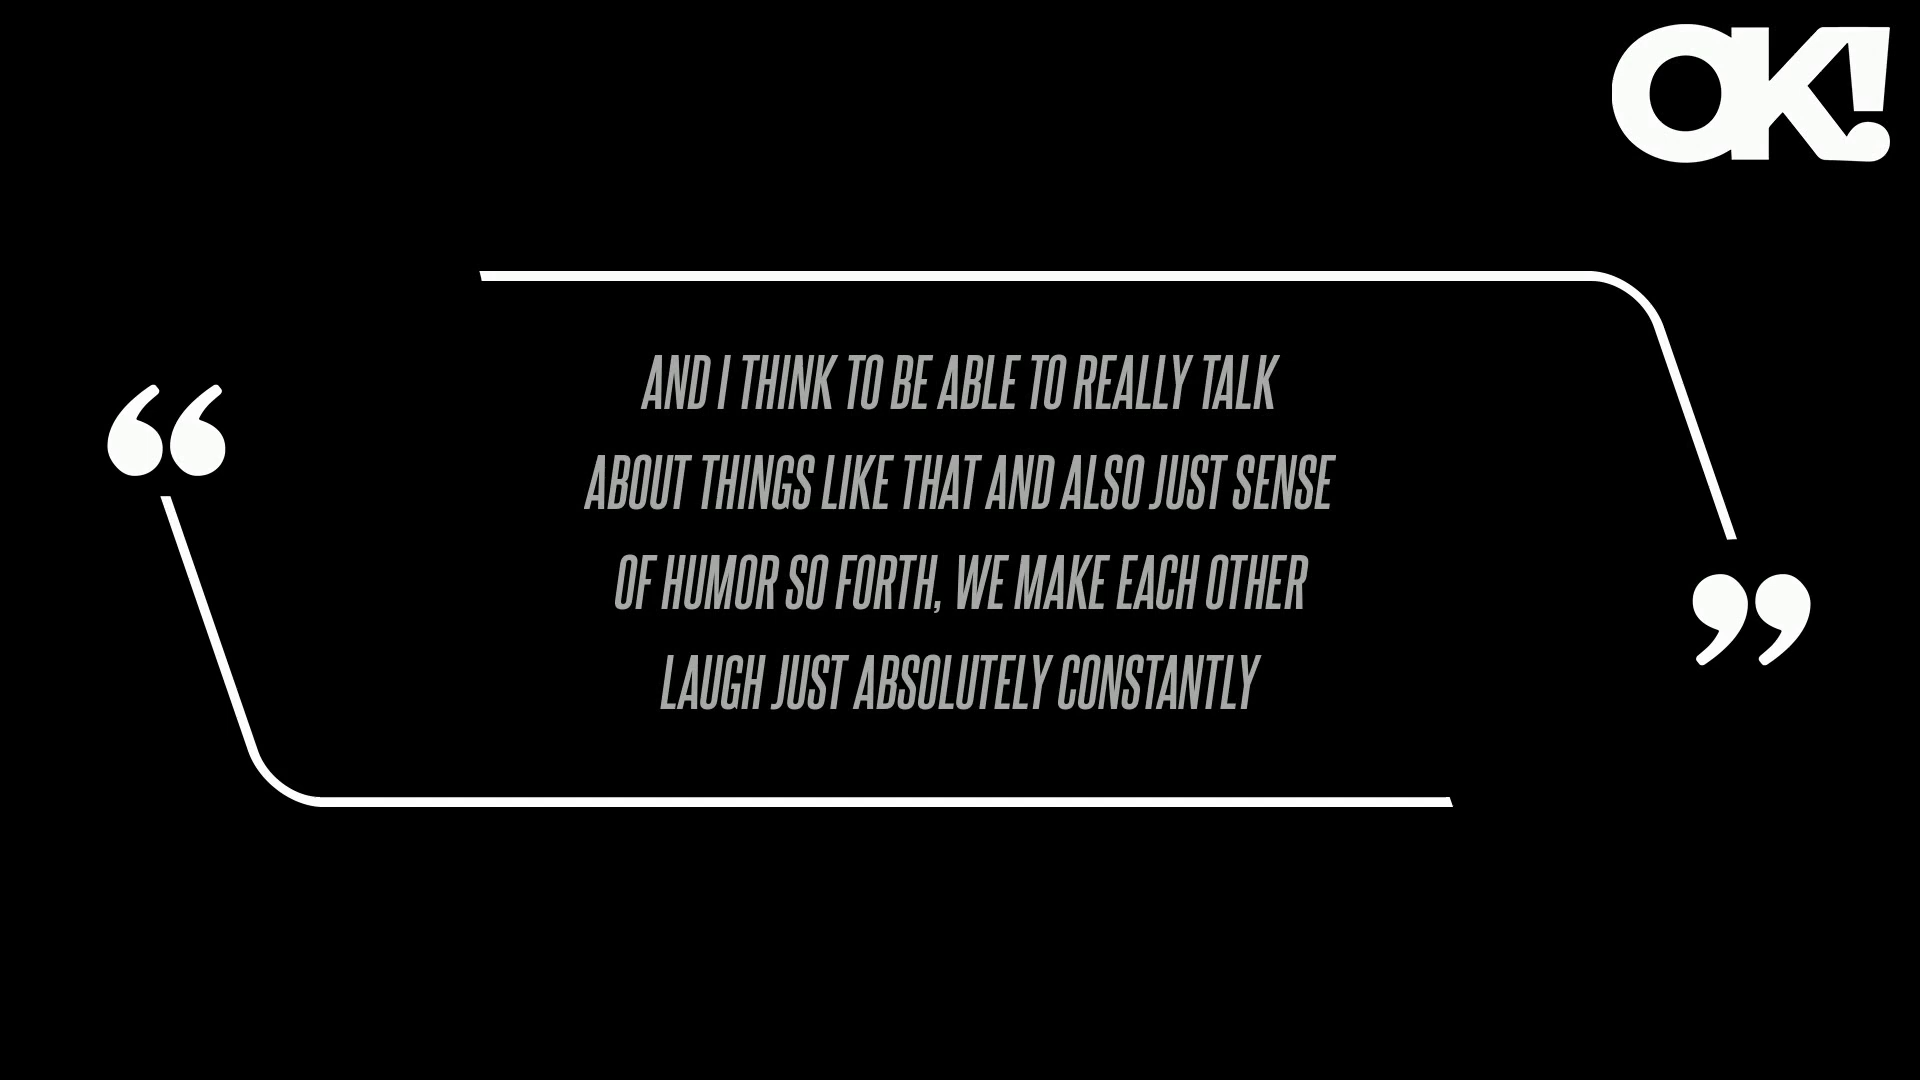 OK!
“
AND I THINK TO BE ABLE TO REALLY TALK
ABOUT THINGS LIKE THAT AND ALSO JUST SENSE
OF HUMOR SO FORTH, WE MAKE EACH OTHER
LAUGH JUST ABSOLUTELY CONSTANTLY
”